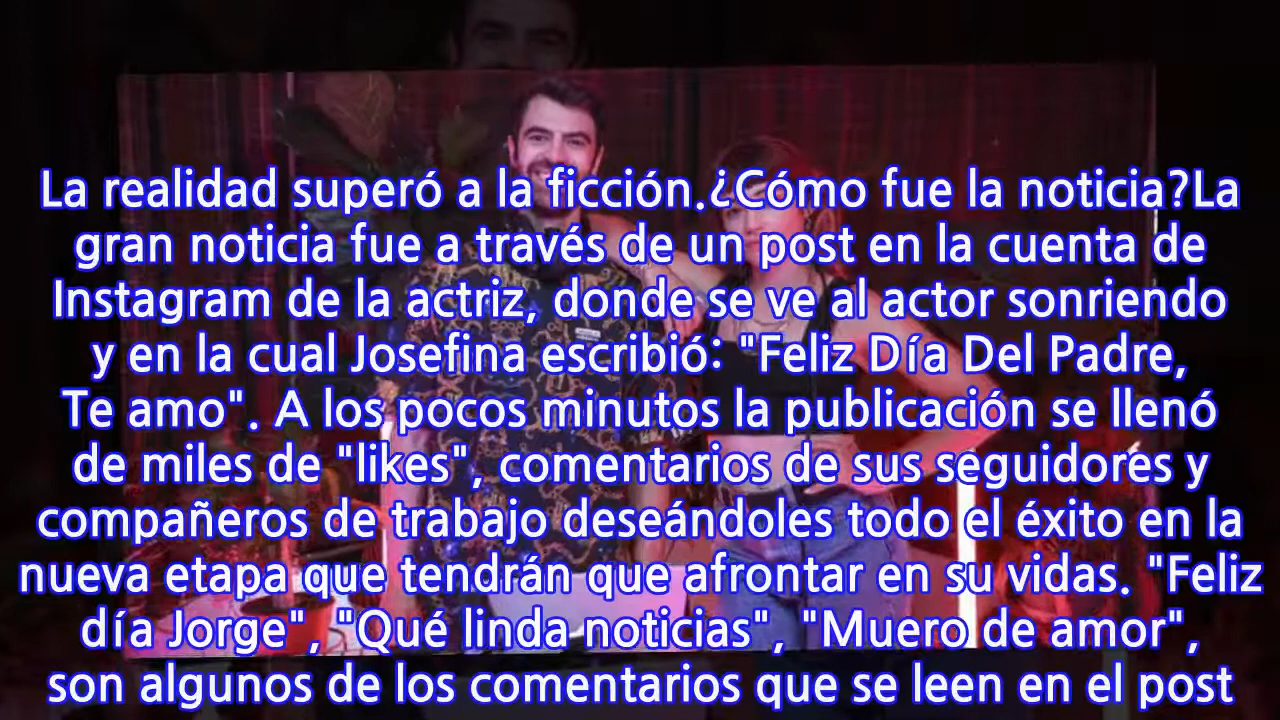 La realidad superó a la ficción.¿Cómo fue la noticia?La
gran noticia fue a través de un post en la cuenta de
Instagram de la actriz, donde se ve al actor sonriendo
y en la cual Josefina escribió: "Feliz Día Del Padre,
Te amo". A los pocos minutos la publicación se llenó
de miles de "likes", comentarios de sus seguidores y
compañeros de trabajo deseándoles todo el éxito en la
nueva etapa que tendrán que afrontar en su vidas. "Feliz
día Jorge", "Qué linda noticias", "Muero de amor",
son algunos de los comentarios que se leen en el post